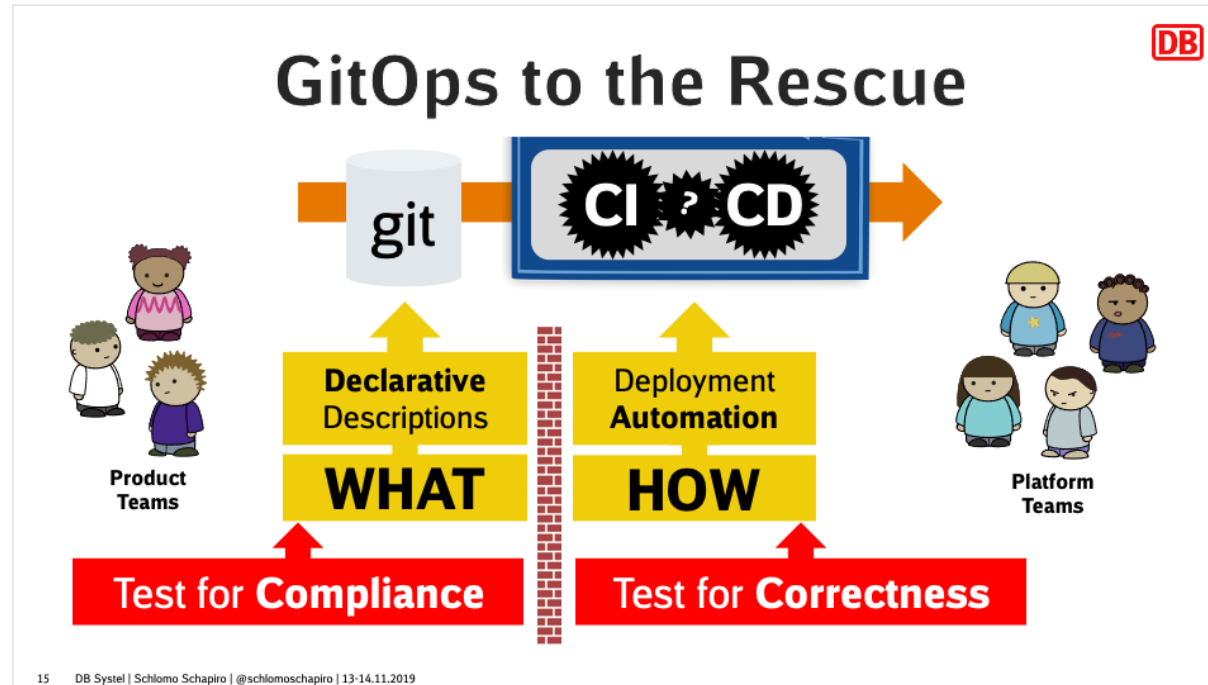 DB
GitOps to the Rescue
git
CI ? CD
Declarative
Descriptions
WHAT
Deployment
Automation
HOW
Product
Teams
Platform
Teams
Test for Compliance
Test for Correctness
15 DB Systel | Schlomo Schapiro | @schlomoschapiro | 13-14.11.2019